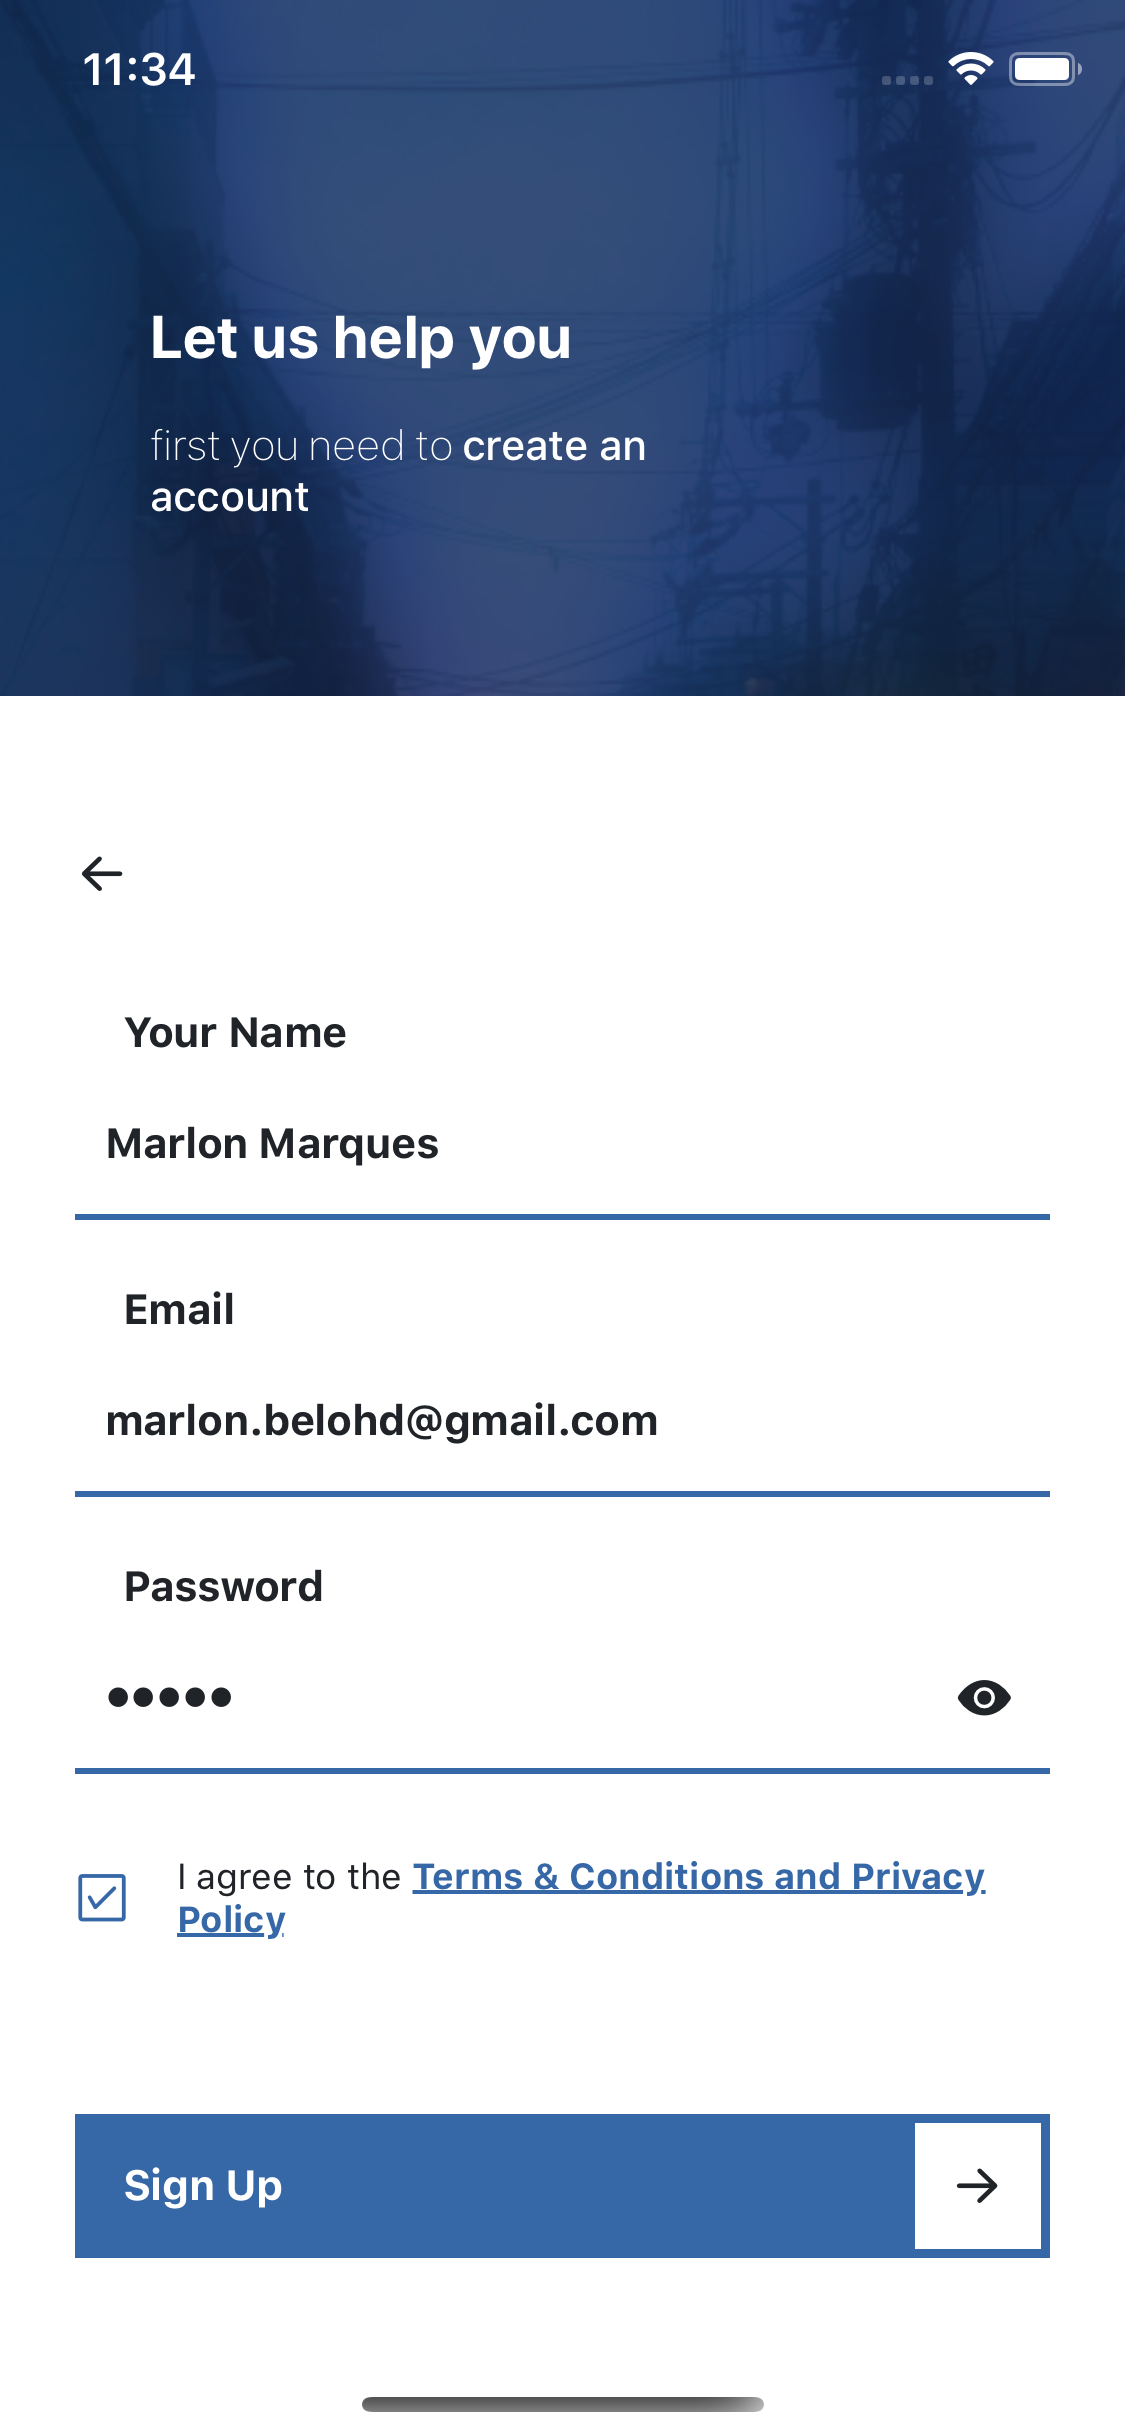 11:34
Let us help you
first you need to create an
account
Your Name
Marlon Marques
Email
marlon.belohd@gmail.com
Password
•••••
I agree to the Terms & Conditions and Privacy
Policy
Sign Up